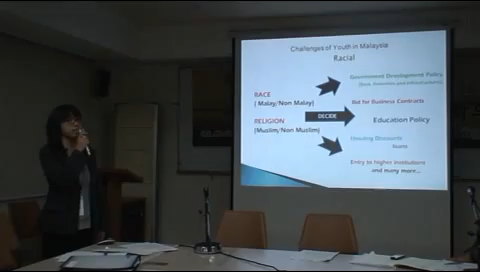 Challenges of Youth in Malaysia
Racial
Government Development Policy
RACE
( Malay/Non Malay)
Bid for Business Contracts
DECIDE
Education Policy
RELIGION
(Muslim/Non Muslim)
Housing Discounts
loans
Entry to higher institutions
and many more...